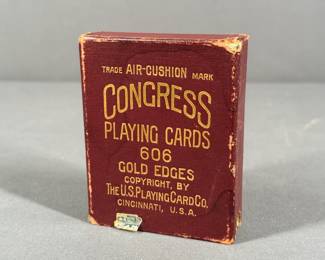 TRADE AIR-CUSHION MARK
CONGRESS
PLAYING CARDS
606
GOLD EDGES
COPYRIGHT, BY
THE U.S. PLAYING CARD CO.
CINCINNATI, U.S.A.